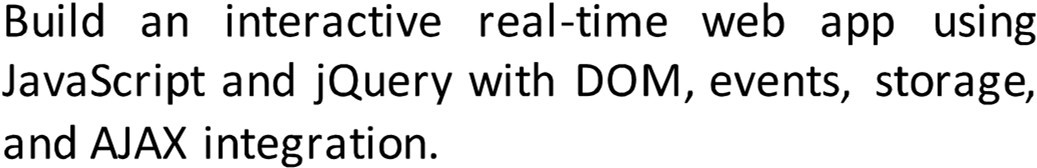 Build an interactive real-time web app using
JavaScript and jQuery with DOM, events, storage,
and AJAX integration.